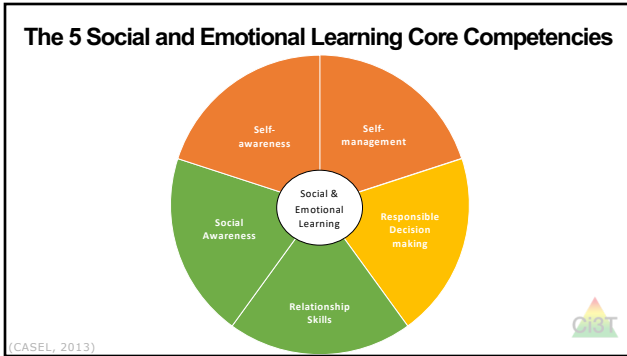 The 5 Social and Emotional Learning Core Competencies
Self-
awareness
Self-
management
Social &
Emotional
Learning
Social
Awareness
Responsible
Decision
making
Relationship
Skills
(CASEL, 2013)
Ci3T